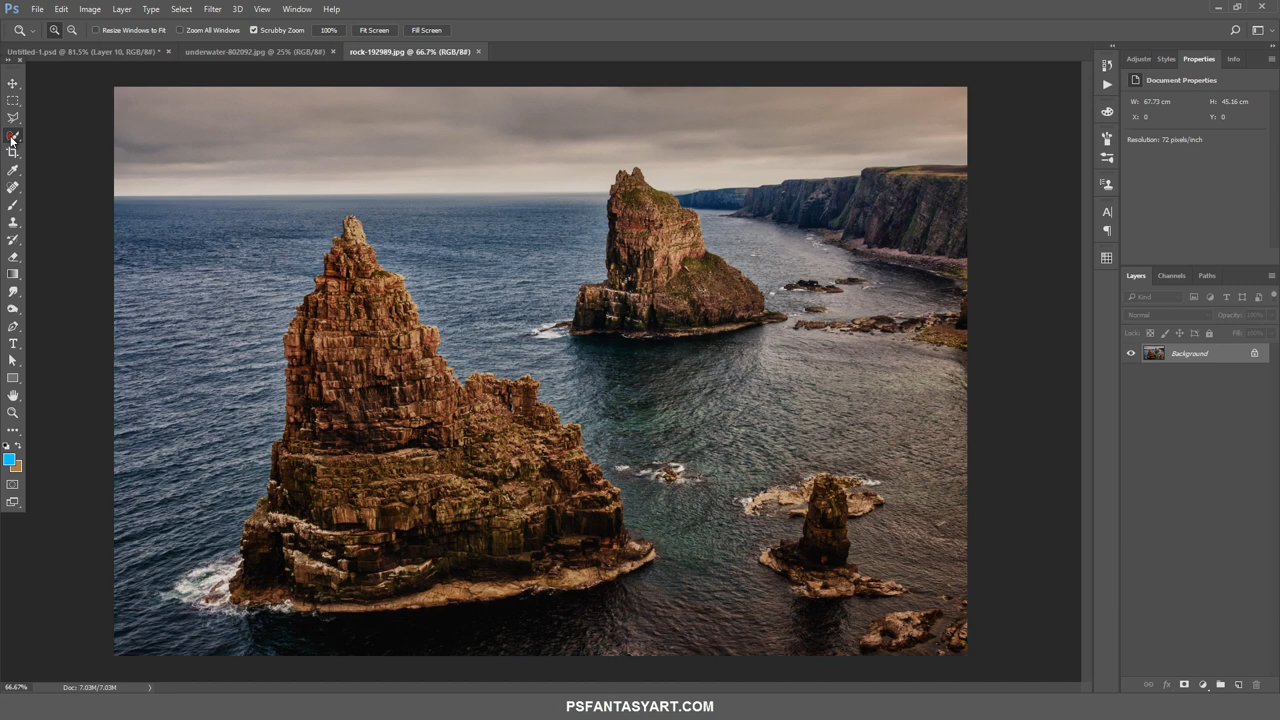 Ps File Edit Image Layer Type Select Filter 3D View Window Help
Resize Windows to Fit Zoom All Windows Scrubby Zoom 100% Fit Screen Fill Screen
Untitled-1.psd @ 81.5% (Layer 10, RGB/8#) * × underwater-802092.jpg @ 25% (RGB/8#) × rock-192989.jpg @ 66.7% (RGB/8#) ×
Styles Properties Info
Document Properties
W: 67.73 cm H: 45.16 cm
X: 0 Y: 0
Resolution: 72 pixels/inch
Layers Channels Paths
Kind
Normal Opacity: 100%
Lock: Fill: 100%
Background
66.67% Doc: 7.03M/7.03M
PSFANTASYART.COM